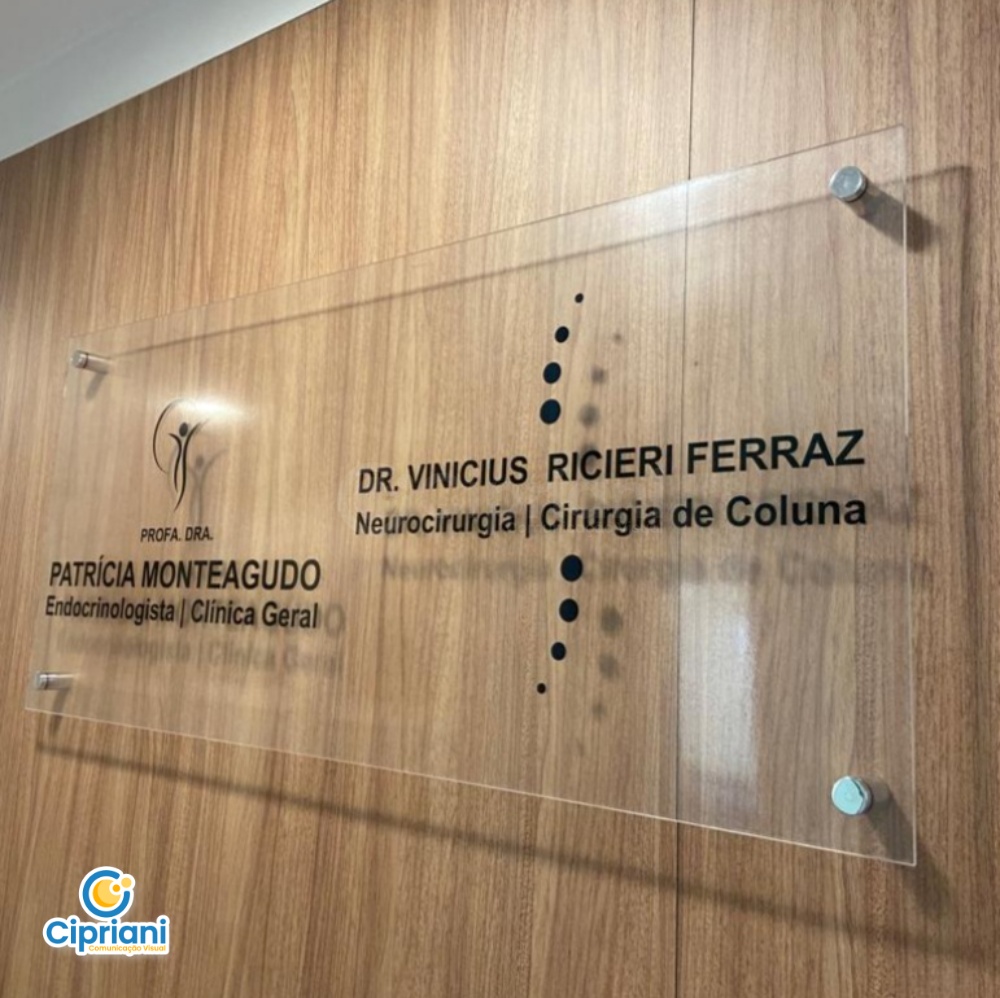 PROFA. DRA.
PATRÍCIA MONTEAGUDO
Endocrinologista | Clínica Geral
DR. VINICIUS RICIERI FERRAZ
Neurocirurgia | Cirurgia de Coluna
Cipriani
Comunicação Visual